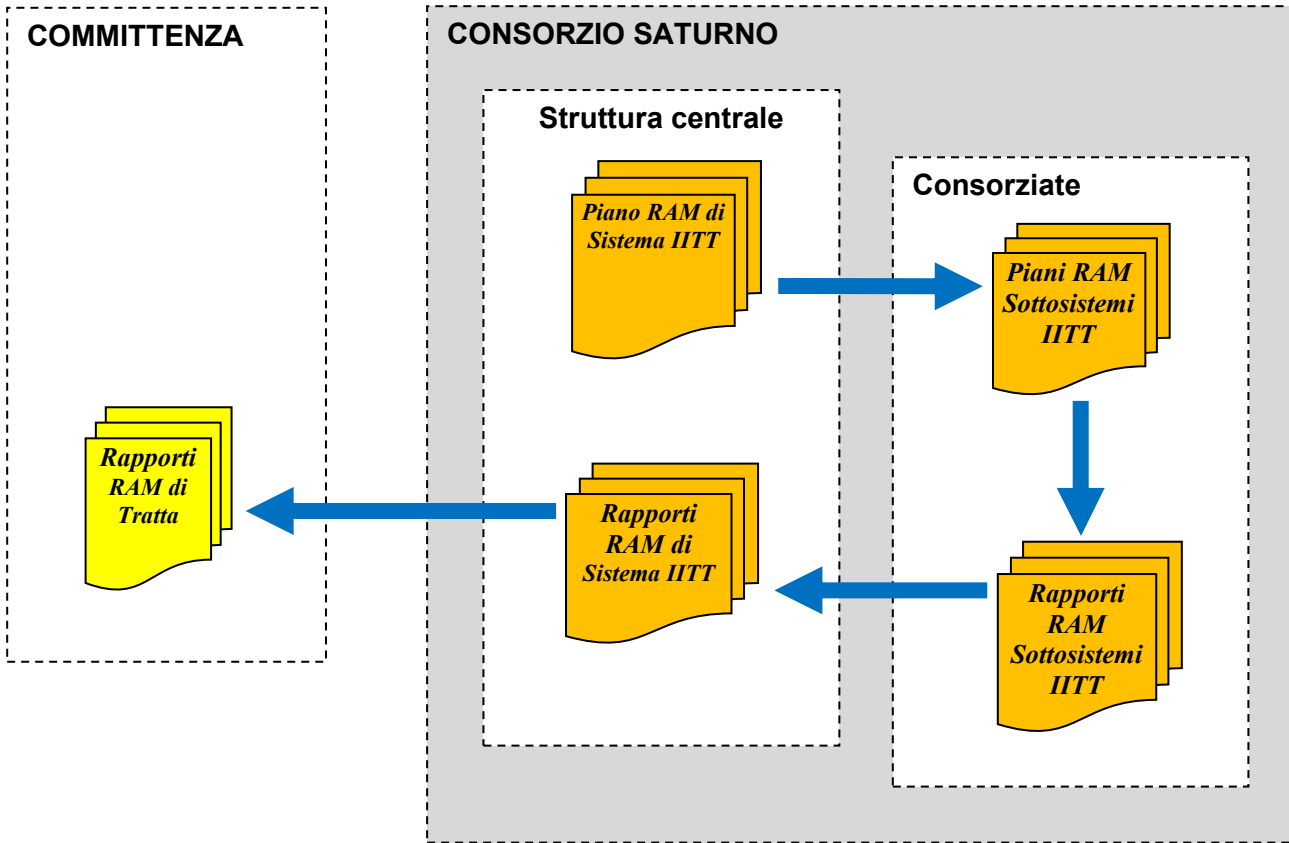 COMMITTENZA
CONSORZIO SATURNO
Struttura centrale
Piano RAM di
Sistema IITT
Consorziate
Piani RAM
Sottosistemi
IITT
Rapporti
RAM di
Tratta
Rapporti
RAM di
Sistema IITT
Rapporti
RAM
Sottosistemi
IITT